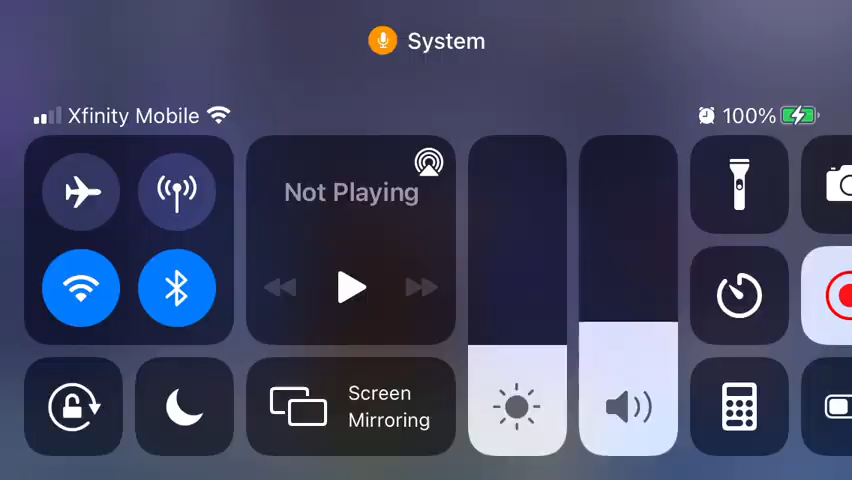 System
Xfinity Mobile
100%
Not Playing
Screen
Mirroring